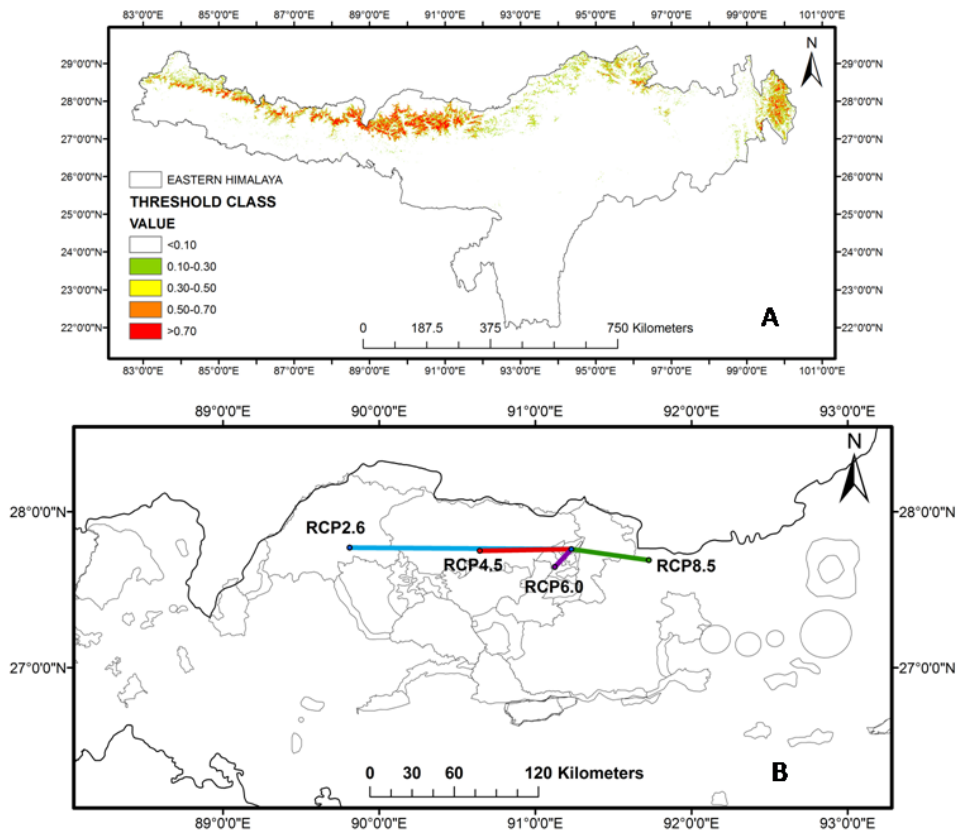 A
83°0'0"E 85°0'0"E 87°0'0"E 89°0'0"E 91°0'0"E 93°0'0"E 95°0'0"E 97°0'0"E 99°0'0"E 101°0'0"E
N
29°0'0"N 29°0'0"N
28°0'0"N 28°0'0"N
27°0'0"N 27°0'0"N
26°0'0"N 26°0'0"N
25°0'0"N 25°0'0"N
24°0'0"N 24°0'0"N
23°0'0"N 23°0'0"N
22°0'0"N 22°0'0"N
EASTERN HIMALAYA
THRESHOLD CLASS
VALUE
<0.10
0.10-0.30
0.30-0.50
0.50-0.70
>0.70
0 187.5 375 750 Kilometers
A
83°0'0"E 85°0'0"E 87°0'0"E 89°0'0"E 91°0'0"E 93°0'0"E 95°0'0"E 97°0'0"E 99°0'0"E 101°0'0"E
89°0'0"E 90°0'0"E 91°0'0"E 92°0'0"E 93°0'0"E
N
28°0'0"N 28°0'0"N
RCP2.6
RCP4.5
RCP8.5
RCP6.0
27°0'0"N 27°0'0"N
0 30 60 120 Kilometers
B
89°0'0"E 90°0'0"E 91°0'0"E 92°0'0"E 93°0'0"E